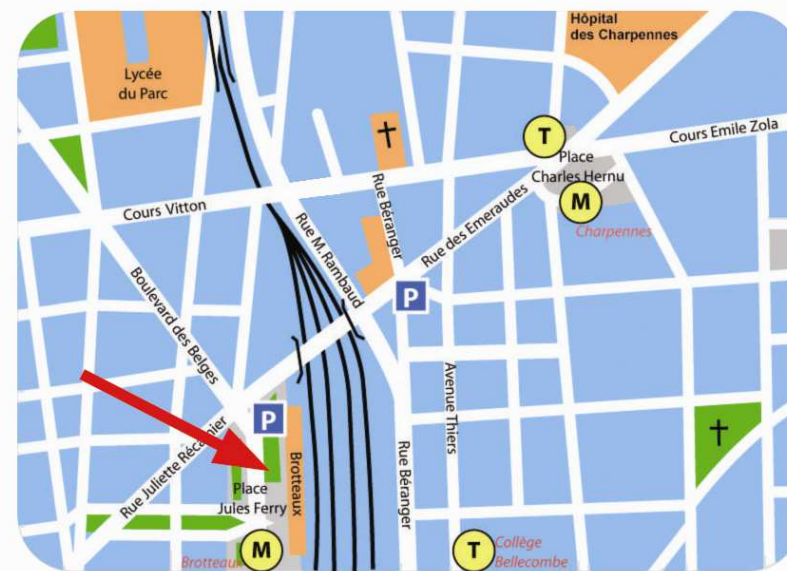 Hôpital
des Charpennes
Lycée
du Parc
T
Cours Emile Zola
Place
Charles Hernu
M
Charpennes
Cours Vitton
Rue Béranger
Rue des Emeraudes
Rue M. Rambaud
P
Boulevard des Belges
Avenue Thiers
P
Rue Juliette Récamier
Brotteaux
Rue Béranger
Place
Jules Ferry
M
Brotteaux
T
Collège
Bellecombe